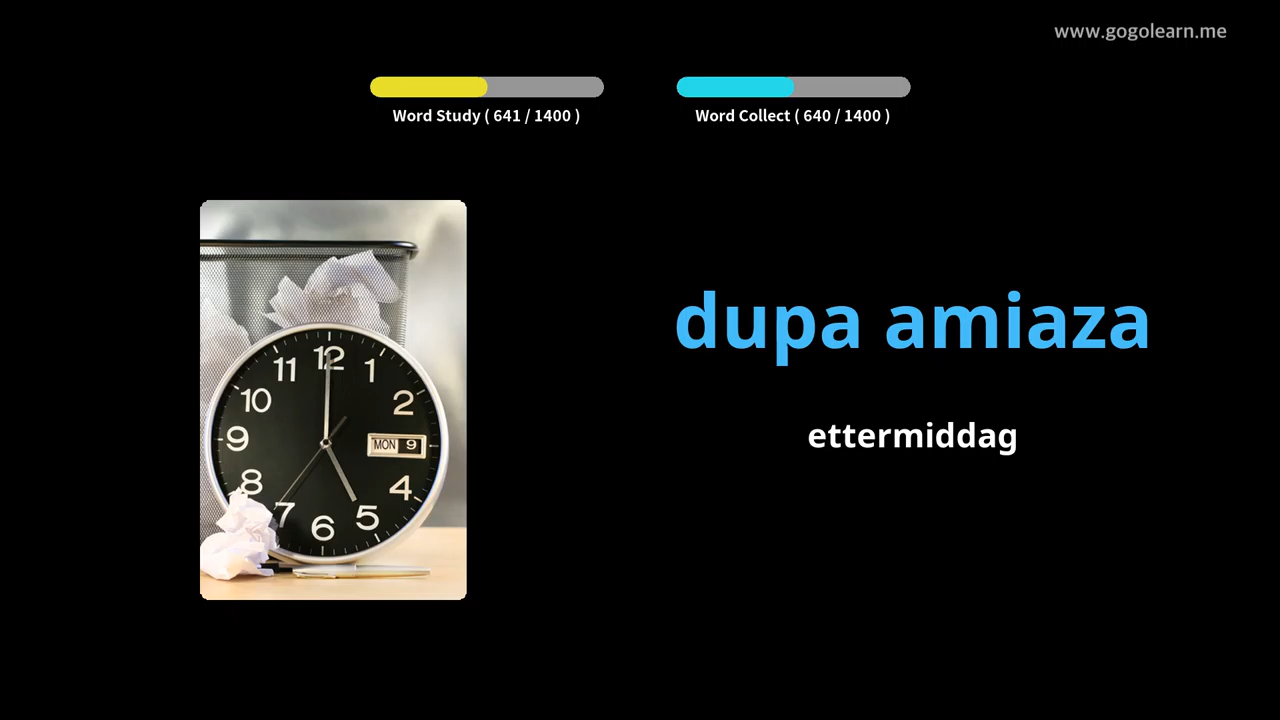 www.gogolearn.me
Word Study ( 641 / 1400 )
Word Collect ( 640 / 1400 )
12
11
1
10
2
9
MON 9
8
4
7
5
6
dupa amiaza
ettermiddag